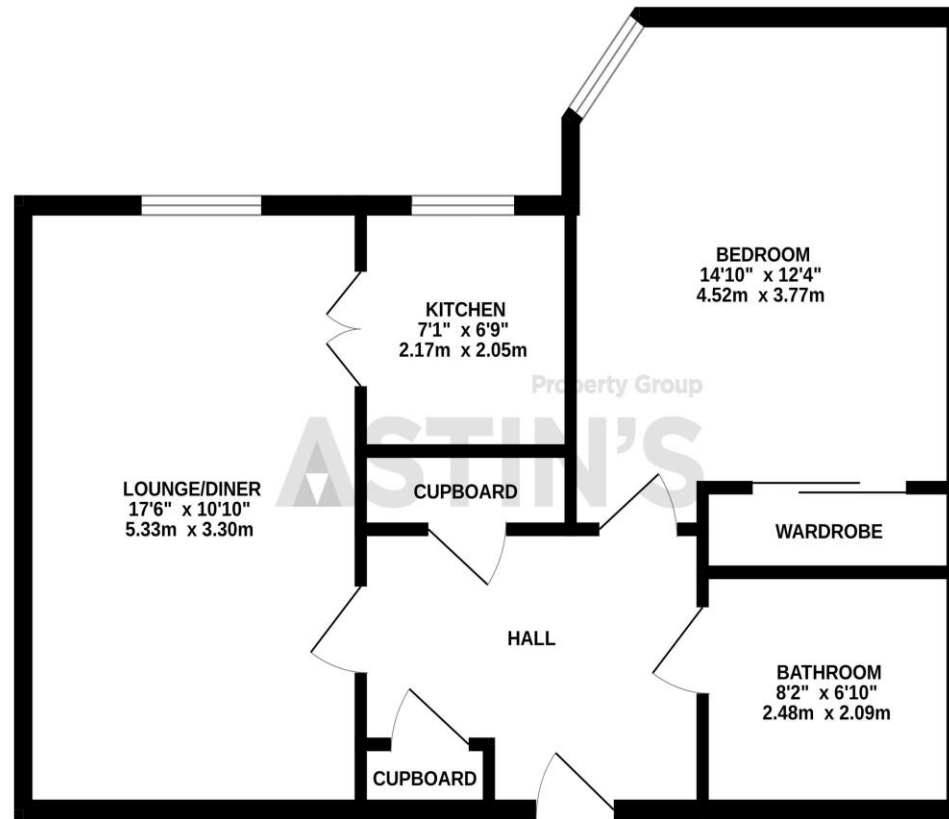 BEDROOM
14'10" x 12'4"
4.52m x 3.77m
KITCHEN
7'1" x 6'9"
2.17m x 2.05m
Property Group
ASTIN'S
LOUNGE/DINER
17'6" x 10'10"
5.33m x 3.30m
CUPBOARD
WARDROBE
HALL
BATHROOM
8'2" x 6'10"
2.48m x 2.09m
CUPBOARD